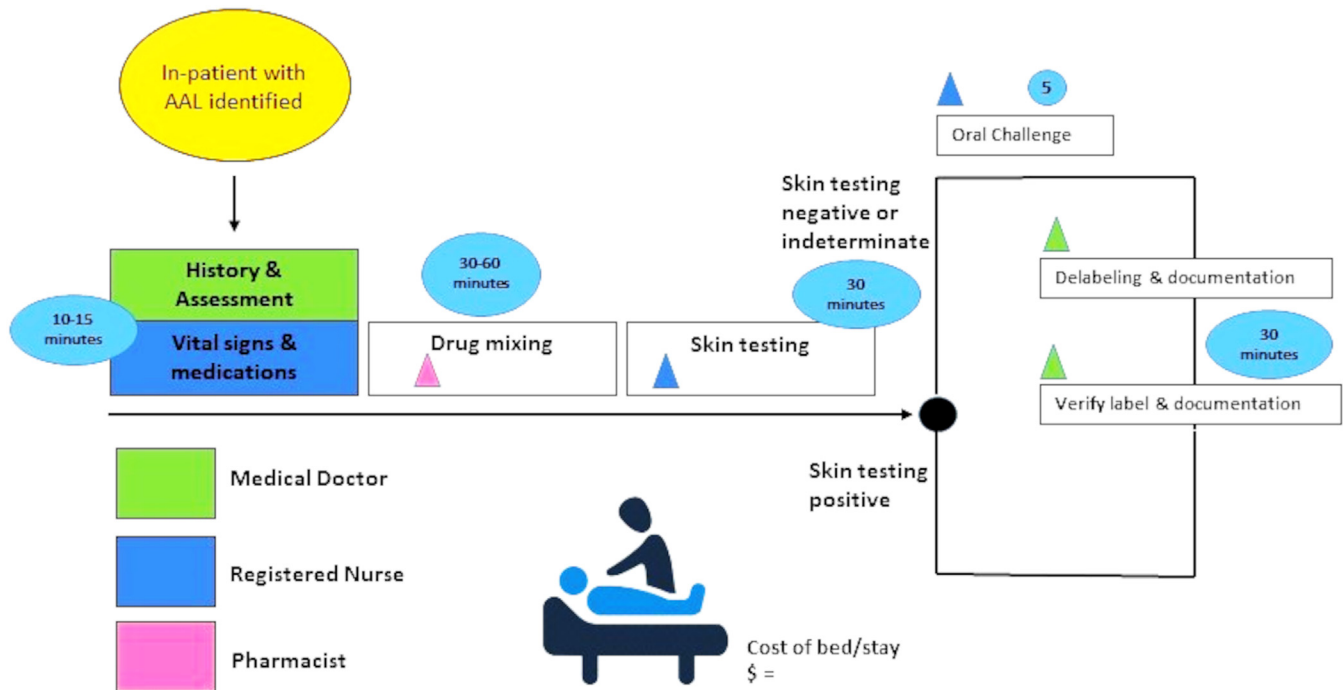 In-patient with
AAL identified
5
Oral Challenge
Skin testing
negative or
indeterminate
History &
Assessment
30-60
minutes
30
minutes
Delabeling & documentation
10-15
minutes
Vital signs &
medications
Drug mixing
Skin testing
30
minutes
Verify label & documentation
Medical Doctor
Skin testing
positive
Registered Nurse
Pharmacist
Cost of bed/stay
$ =